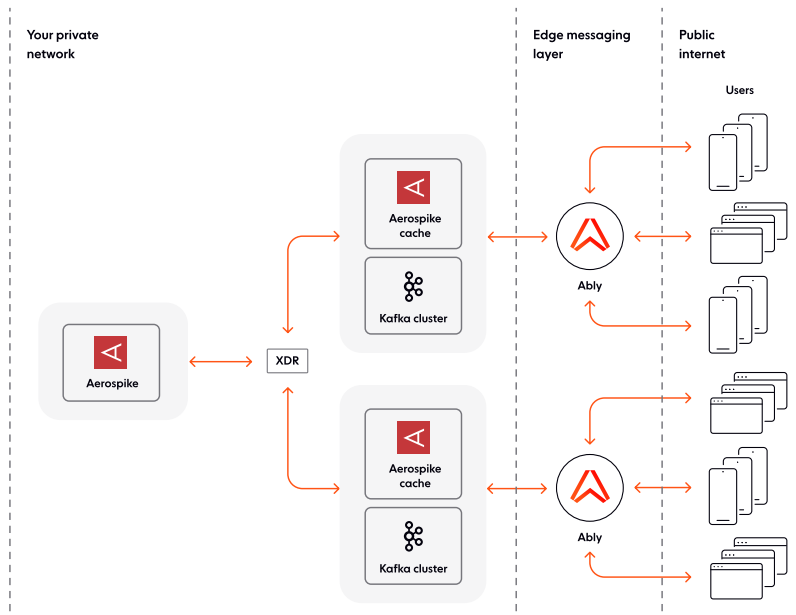 Your private
network
Edge messaging
layer
Public
internet
Users
Aerospike
cache
Kafka cluster
Ably
Aerospike
XDR
Aerospike
cache
Kafka cluster
Ably